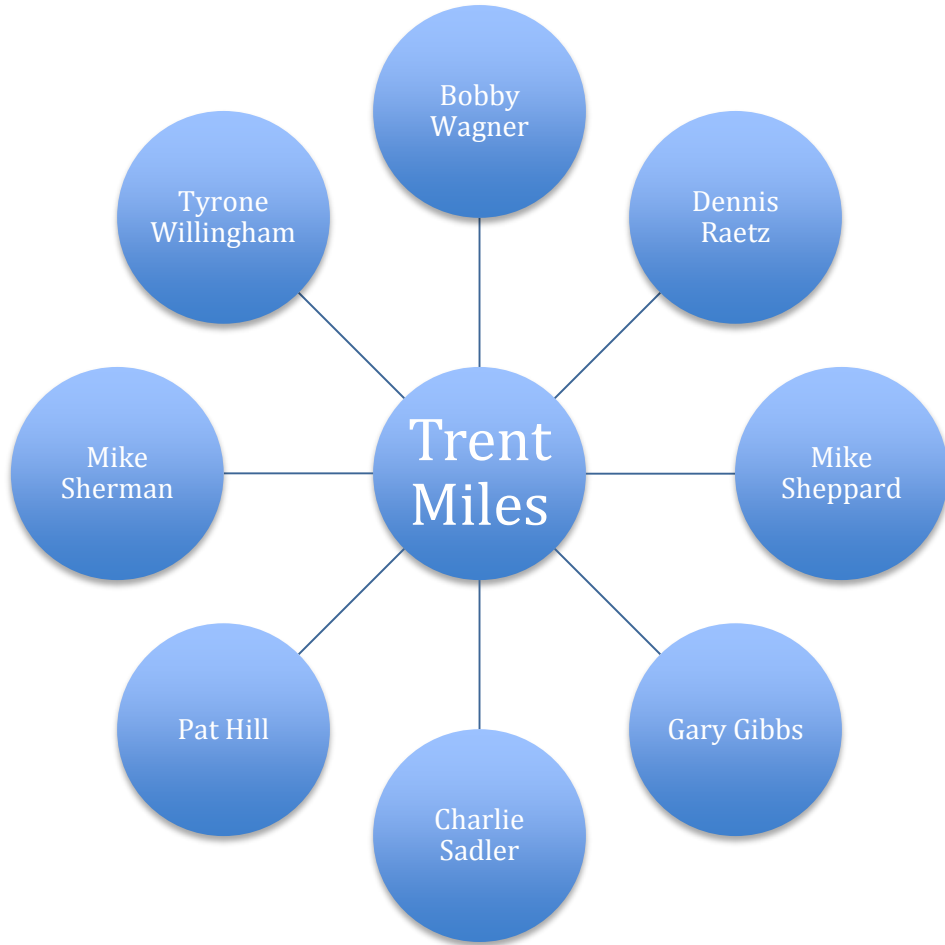 Bobby
Wagner
Dennis
Raetz
Mike
Sheppard
Gary Gibbs
Charlie
Sadler
Pat Hill
Mike
Sherman
Tyrone
Willingham
Trent
Miles